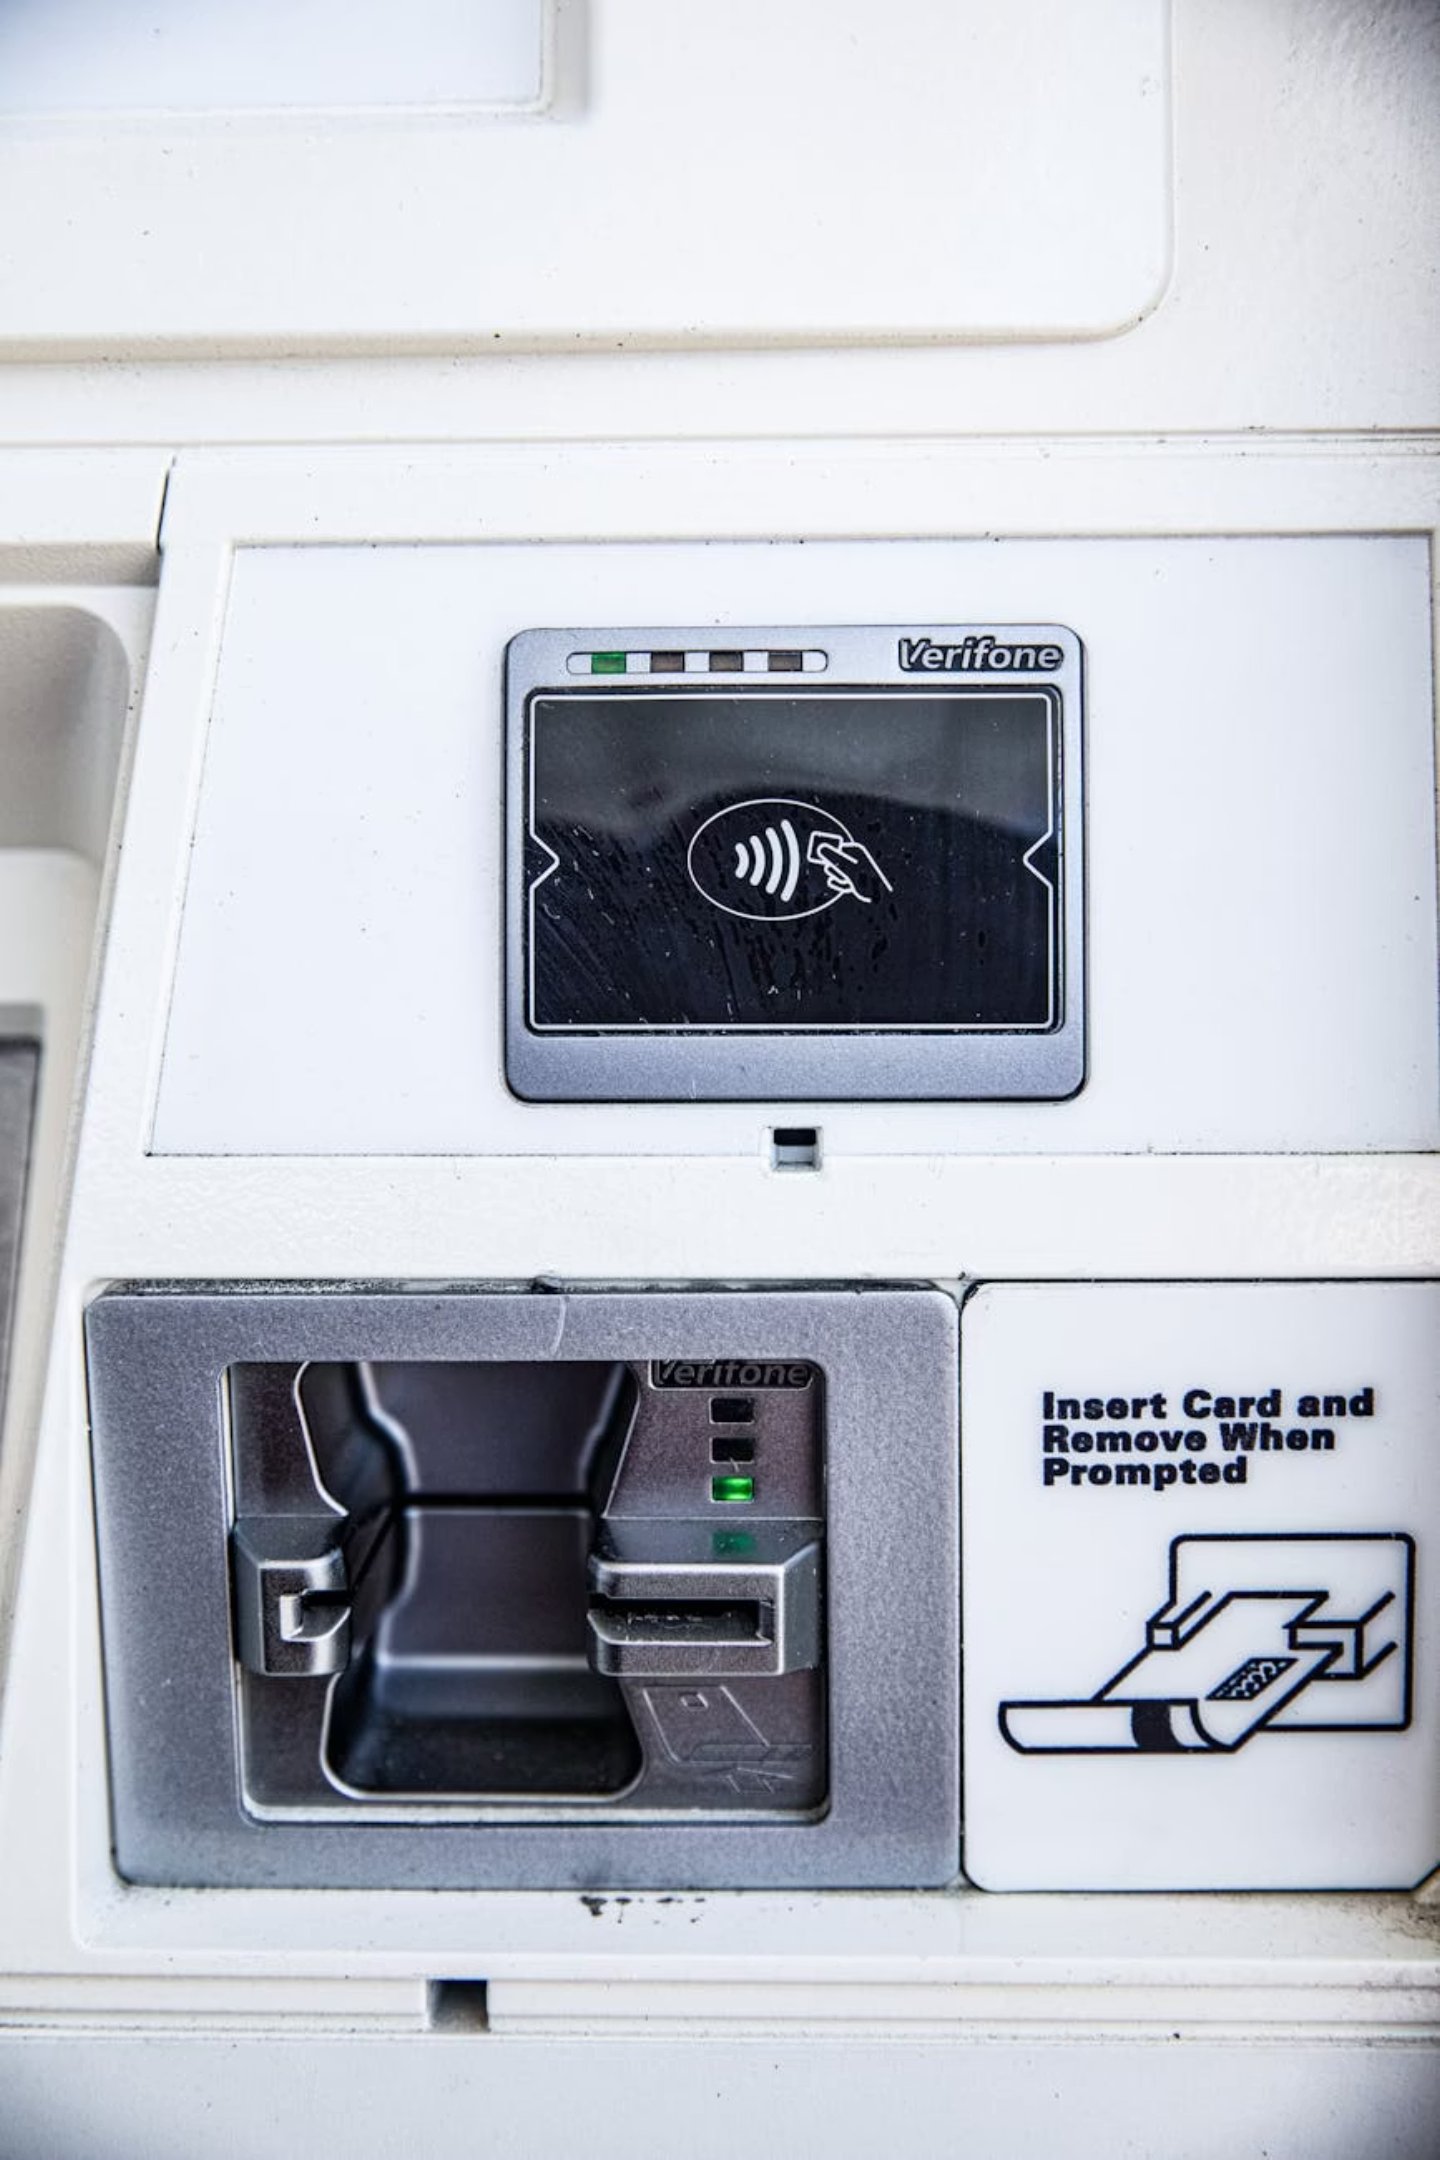 Verifone
Verifone
Insert Card and
Remove When
Prompted